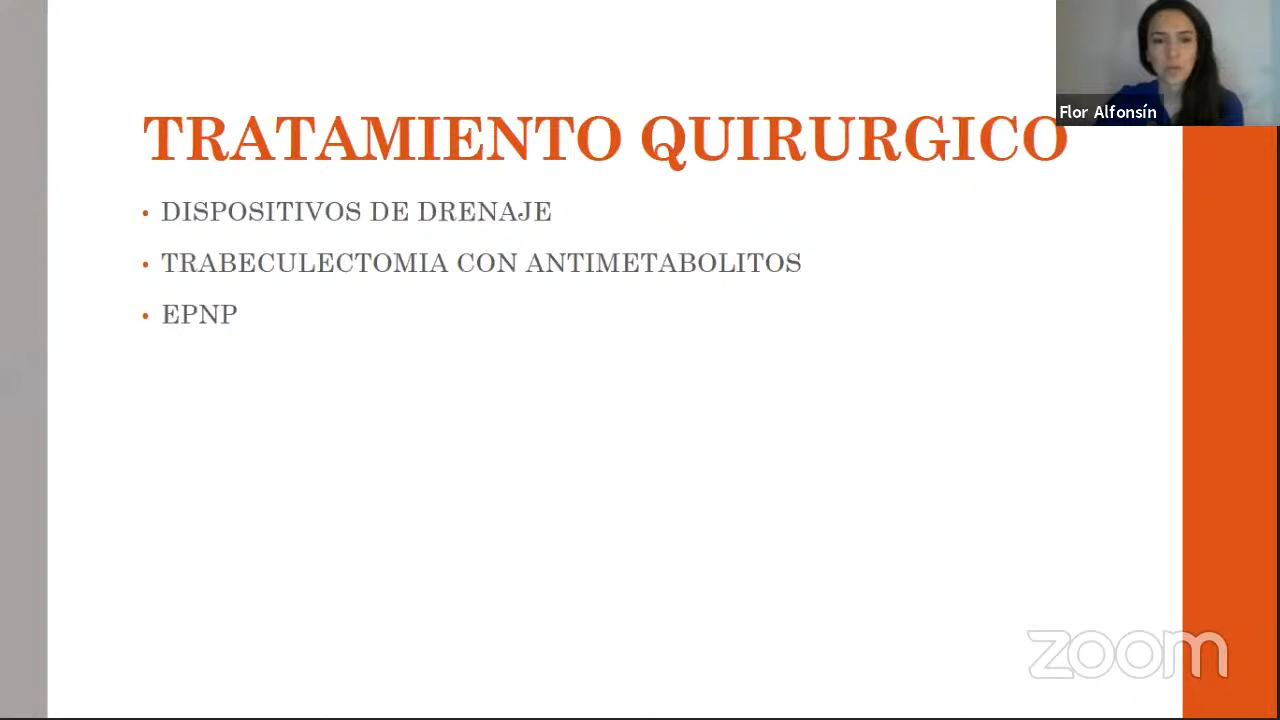 Flor Alfonsín
TRATAMIENTO QUIRURGICO
• DISPOSITIVOS DE DRENAJE
• TRABECULECTOMIA CON ANTIMETABOLITOS
• EPNP
zoom